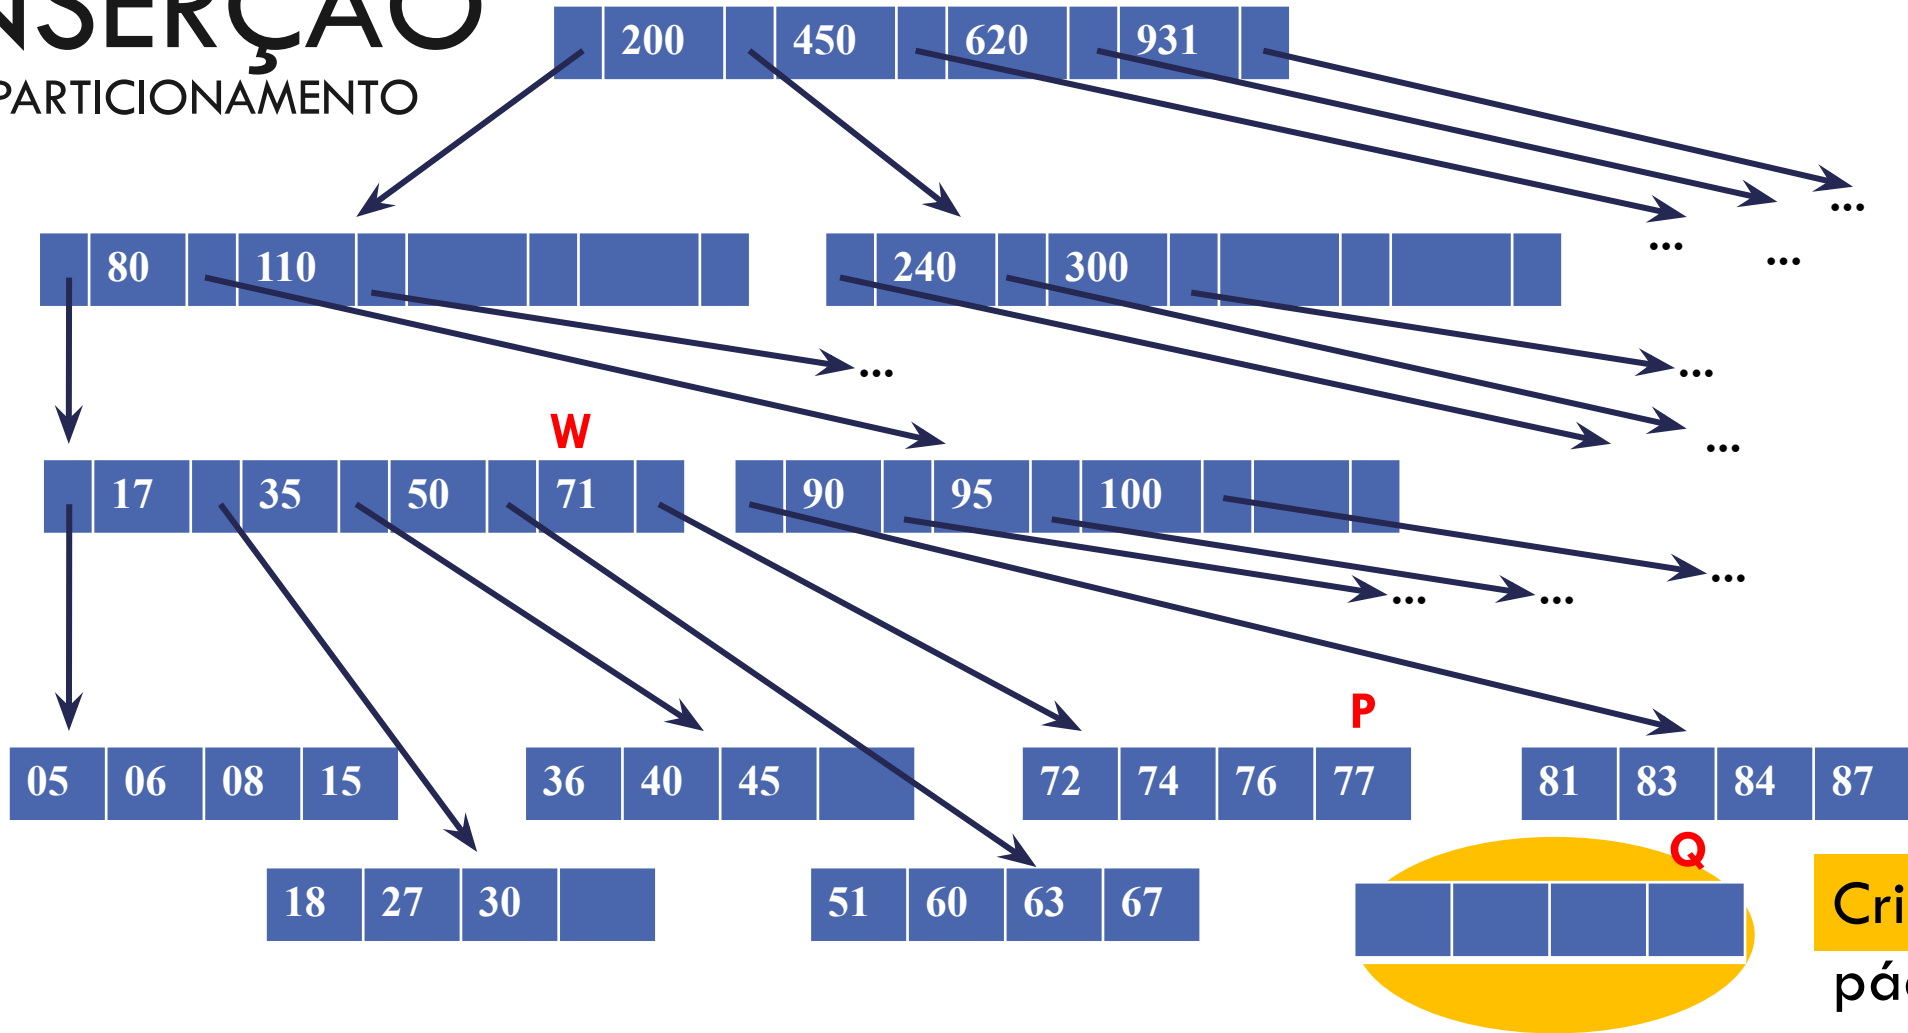 NSERÇÃO
PARTICIONAMENTO
200 450 620 931
...
... ...
80 110
240 300
... ...
W
...
17 35 50 71
90 95 100
...
... ...
P
05 06 08 15
36 40 45
72 74 76 77
81 83 84 87
Q
18 27 30
51 60 63 67
Cri
pá